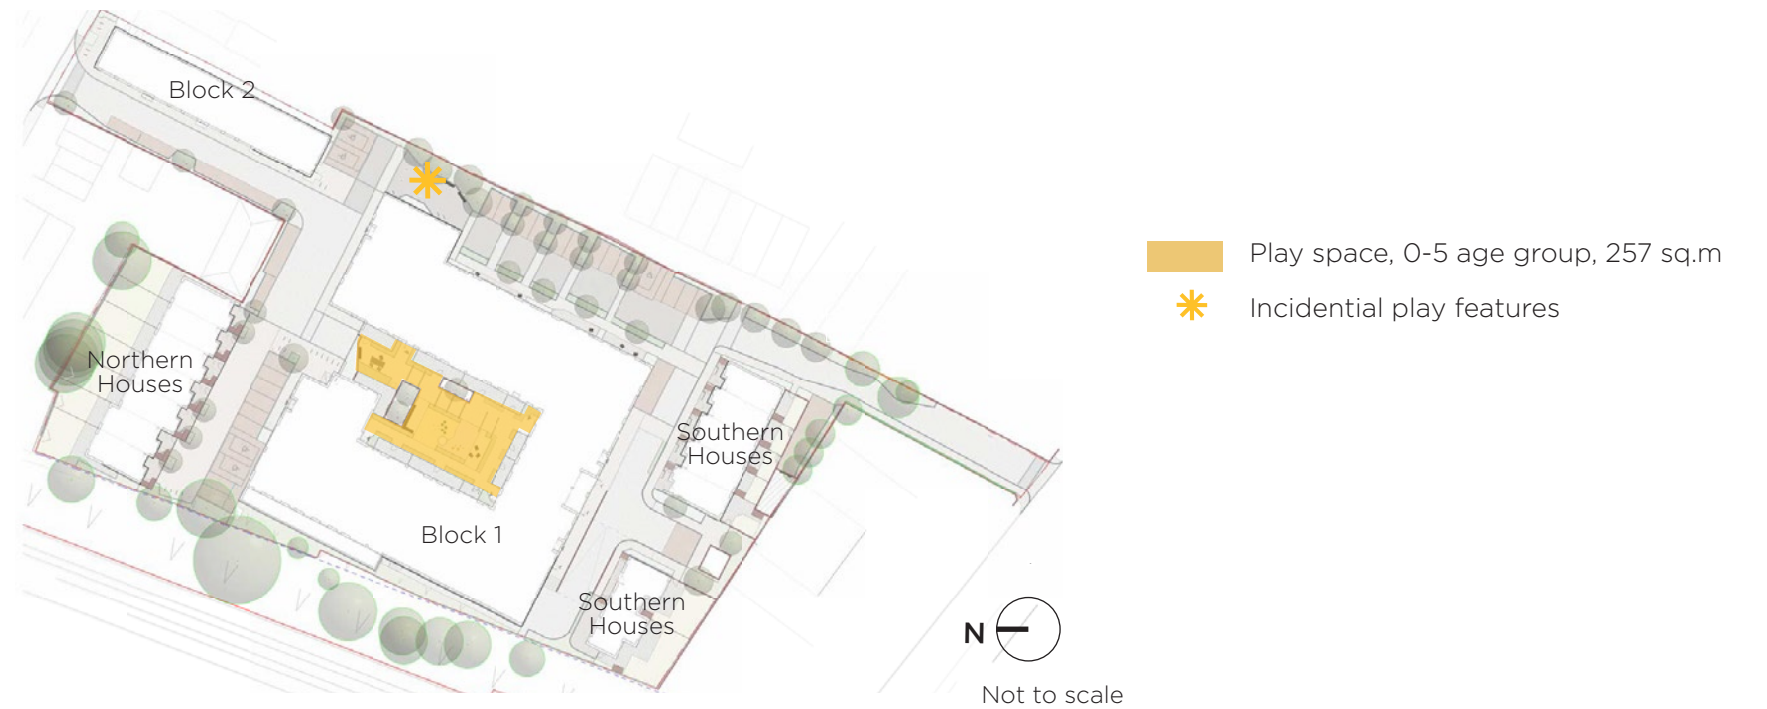 Block 2
Northern
Houses
Southern
Houses
Block 1
Southern
Houses
Play space, 0-5 age group, 257 sq.m
Incidential play features
N
Not to scale